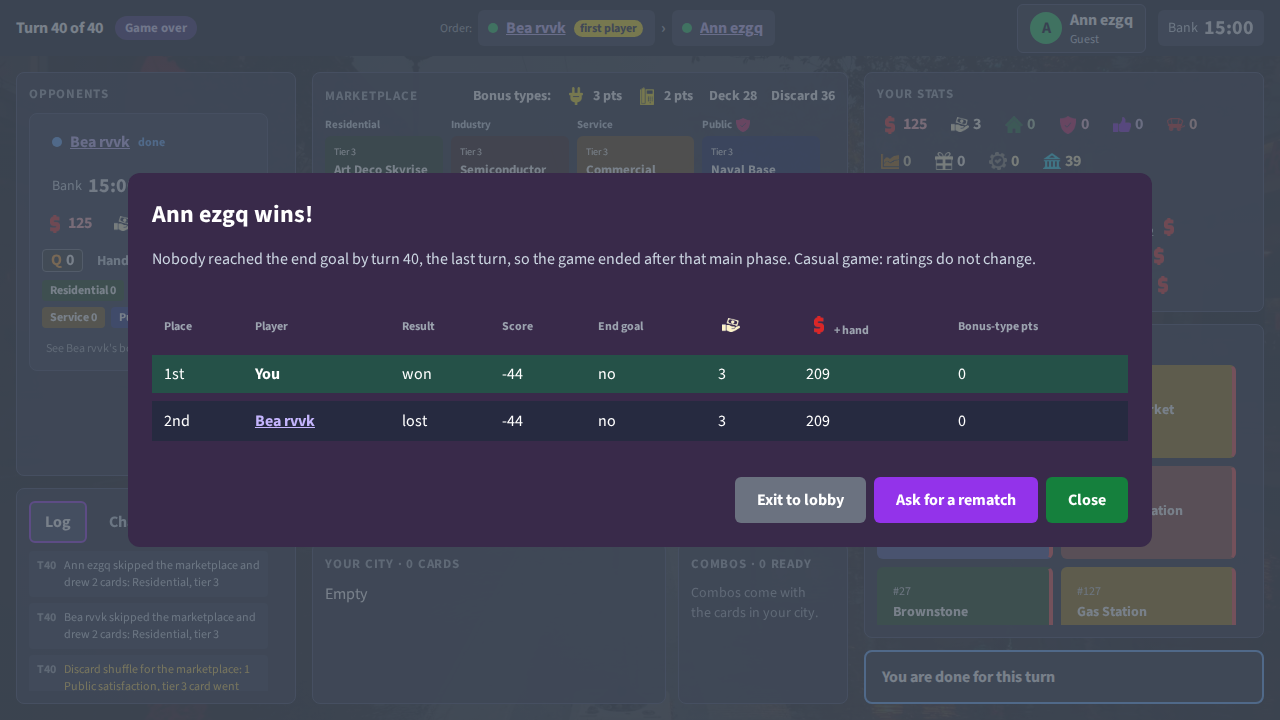 Turn 40 of 40 Game over
Order: Bea rvvk first player › Ann ezgq
A Ann ezgq
Guest
Bank 15:00
OPPONENTS
Bea rvvk done
Bank 15:0
$ 125
Q 0 Hand
Residential 0
Service 0
See Bea rvvk's
MARKETPLACE Bonus types: 3 pts 2 pts Deck 28 Discard 36
Residential Industry Service Public
Tier 3 Tier 3 Tier 3 Tier 3
Art Deco Skyrise Semiconductor Commercial Naval Base
YOUR STATS
$ 125 3 0 0 0 0
0 0 0 39
Ann ezgq wins!
Nobody reached the end goal by turn 40, the last turn, so the game ended after that main phase. Casual game: ratings do not change.
Place Player Result Score End goal $ + hand Bonus-type pts
1st You won -44 no 3 209 0
2nd Bea rvvk lost -44 no 3 209 0
Exit to lobby Ask for a rematch Close
Log
T40 Ann ezgq skipped the marketplace and
drew 2 cards: Residential, tier 3
T40 Bea rvvk skipped the marketplace and
drew 2 cards: Residential, tier 3
T40 Discard shuffle for the marketplace: 1
Public satisfaction, tier 3 card went
YOUR CITY · 0 CARDS
Empty
COMBOS · 0 READY
Combos come with
the cards in your city.
#27
Brownstone
#127
Gas Station
You are done for this turn